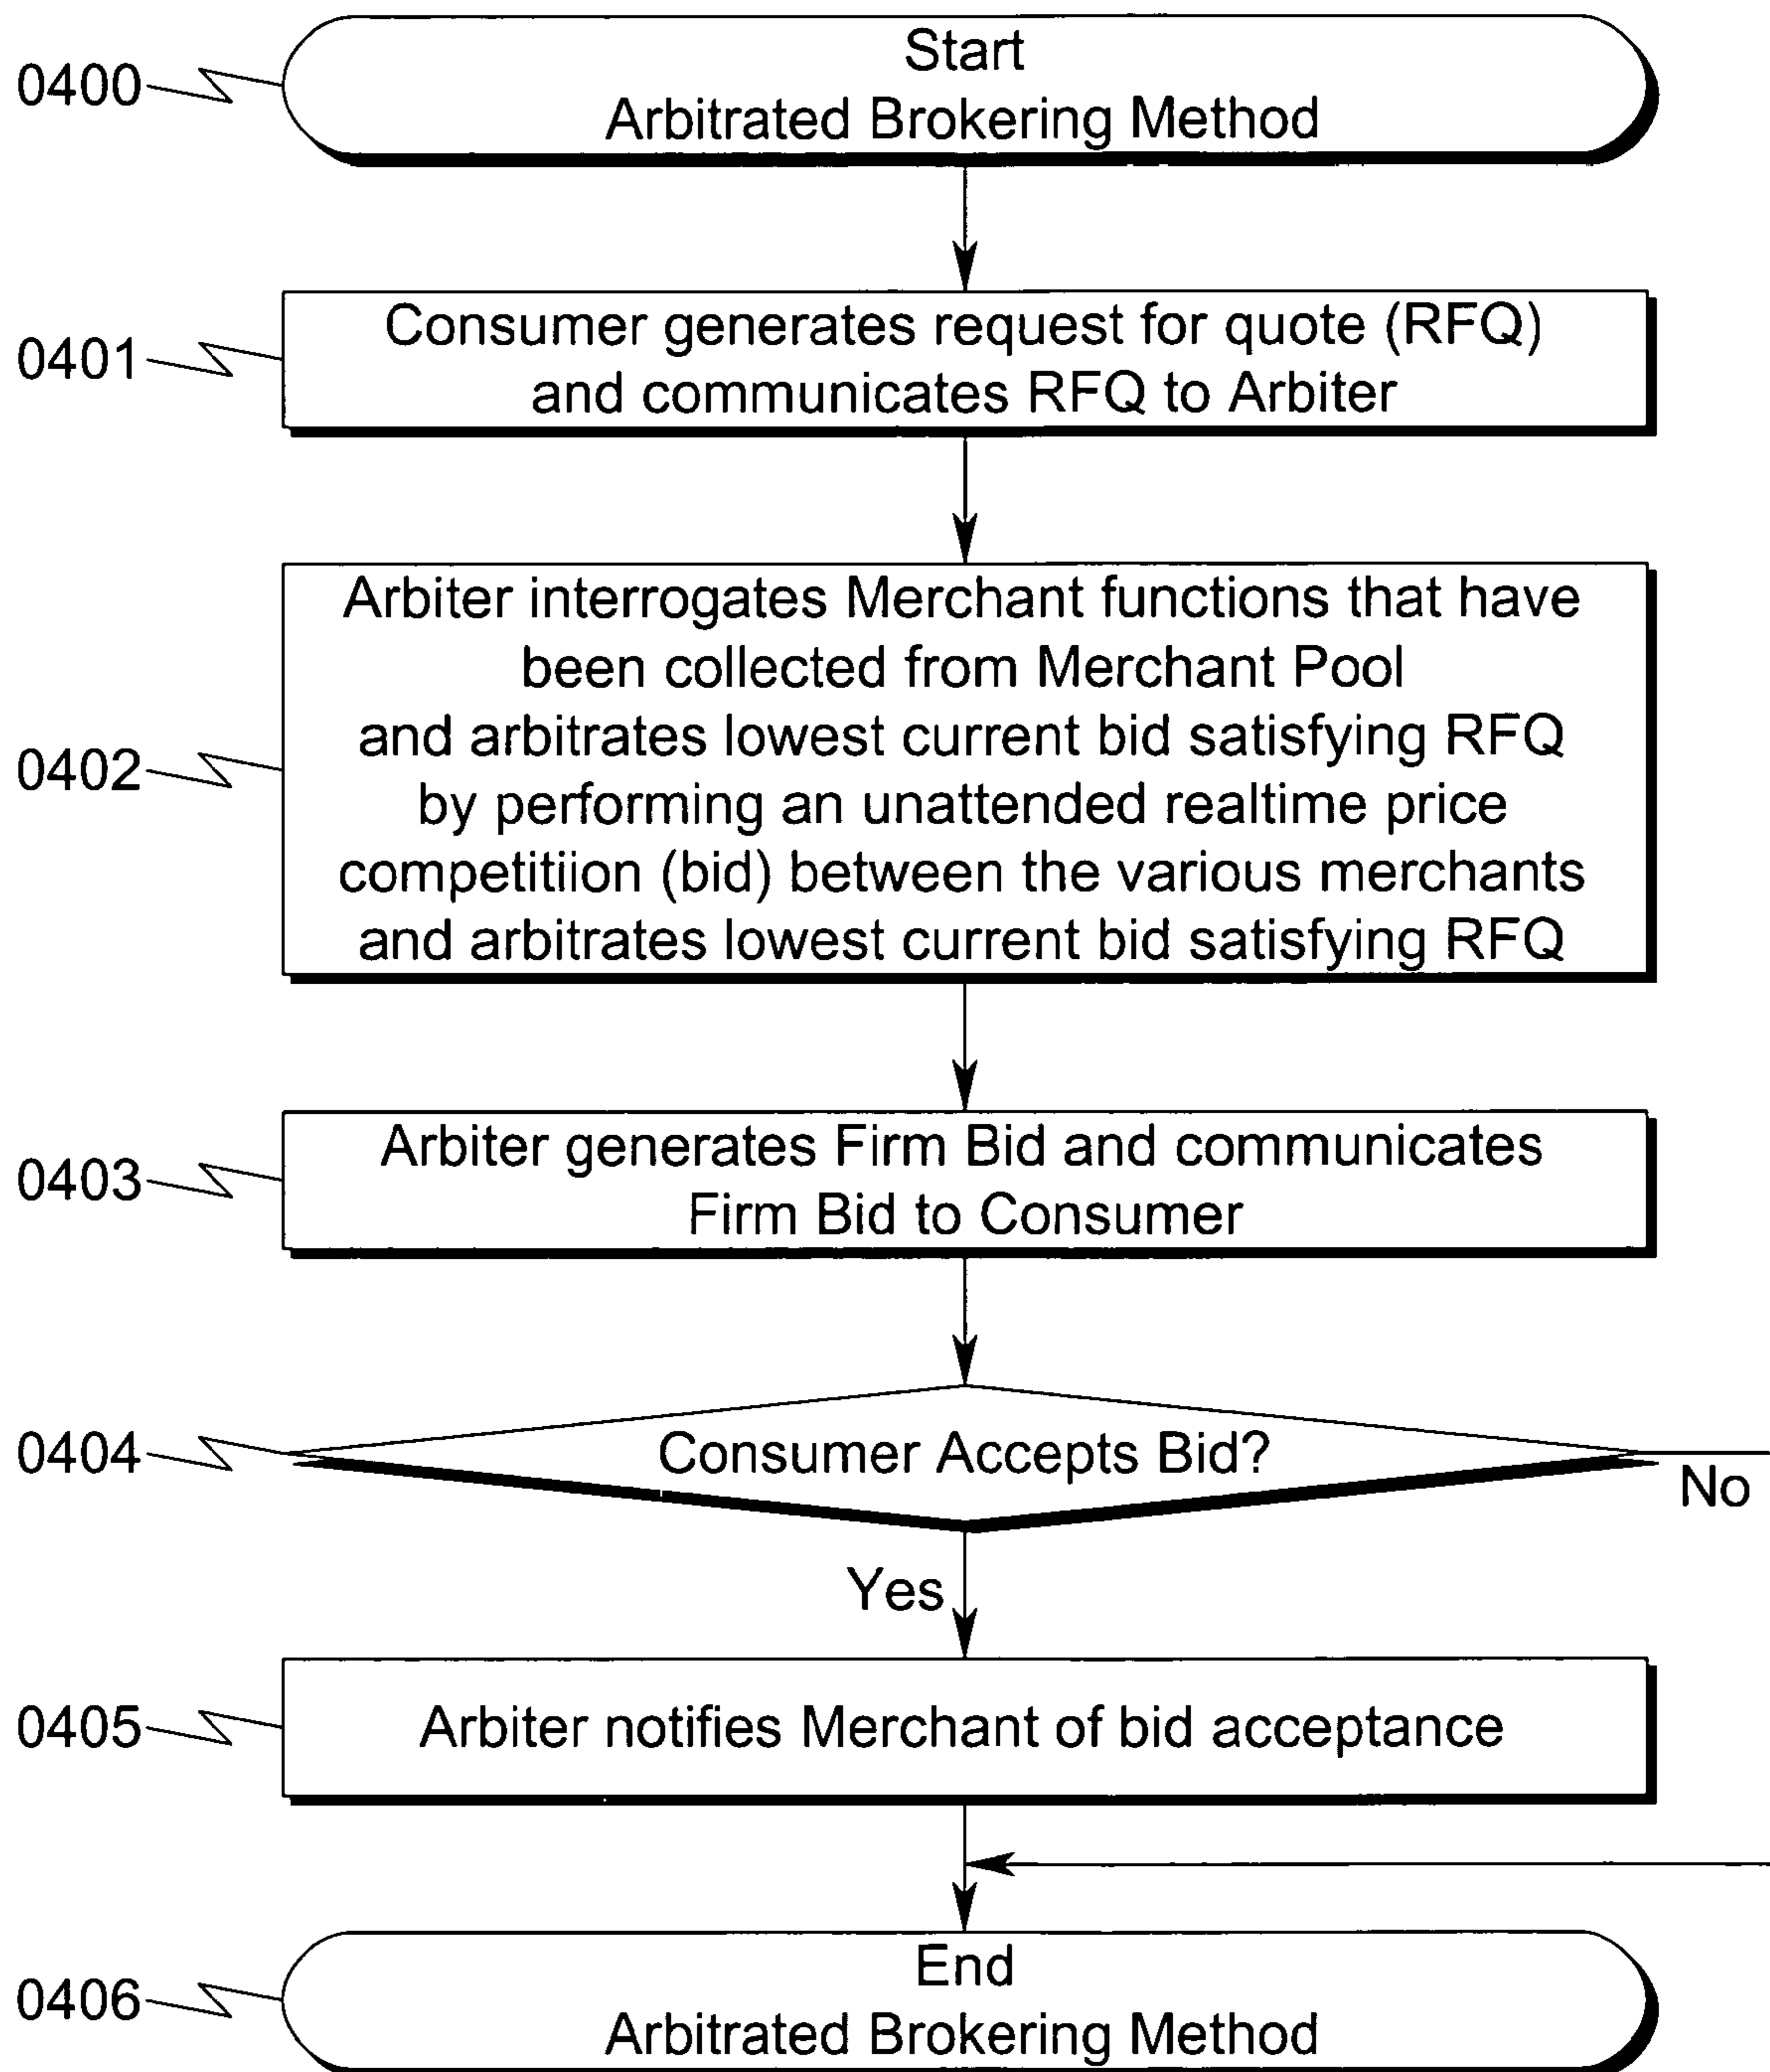 0400
Start
Arbitrated Brokering Method
0401
Consumer generates request for quote (RFQ)
and communicates RFQ to Arbiter
0402
Arbiter interrogates Merchant functions that have
been collected from Merchant Pool
and arbitrates lowest current bid satisfying RFQ
by performing an unattended realtime price
competitiion (bid) between the various merchants
and arbitrates lowest current bid satisfying RFQ
0403
Arbiter generates Firm Bid and communicates
Firm Bid to Consumer
0404
Consumer Accepts Bid?
No
Yes
0405
Arbiter notifies Merchant of bid acceptance
0406
End
Arbitrated Brokering Method